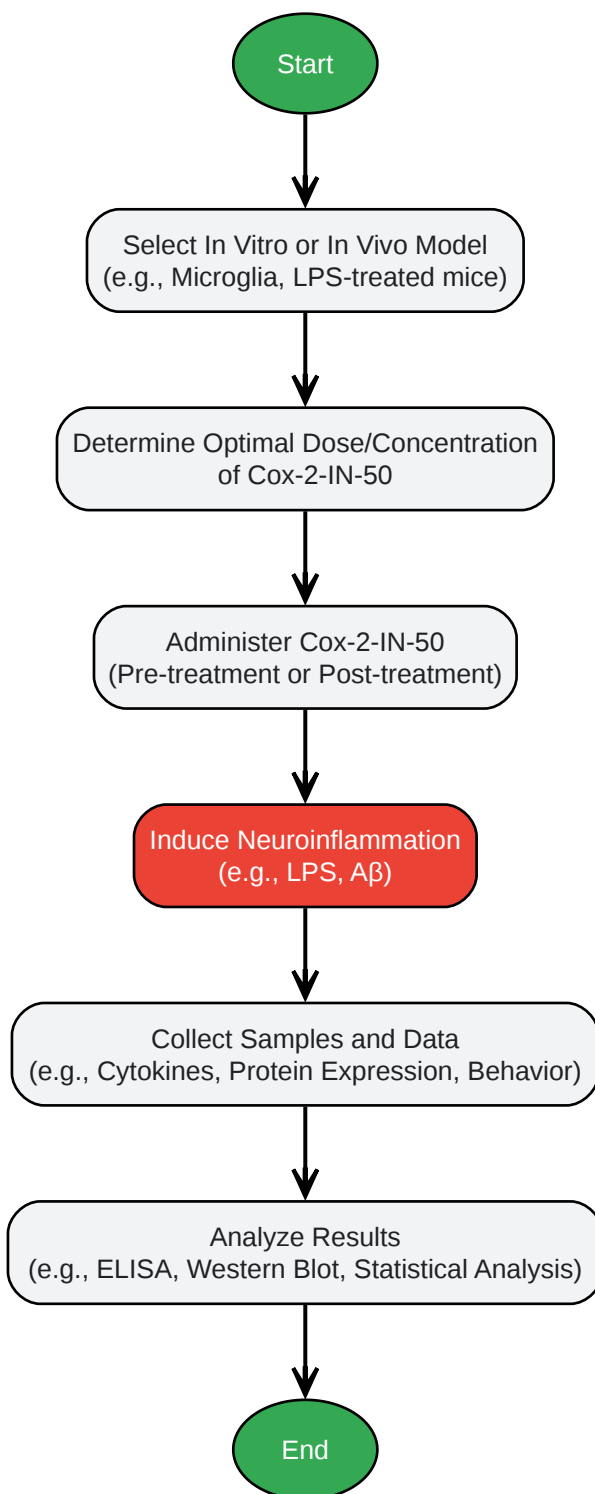 Start
Select In Vitro or In Vivo Model
(e.g., Microglia, LPS-treated mice)
Determine Optimal Dose/Concentration
of Cox-2-IN-50
Administer Cox-2-IN-50
(Pre-treatment or Post-treatment)
Induce Neuroinflammation
(e.g., LPS, Aβ)
Collect Samples and Data
(e.g., Cytokines, Protein Expression, Behavior)
Analyze Results
(e.g., ELISA, Western Blot, Statistical Analysis)
End